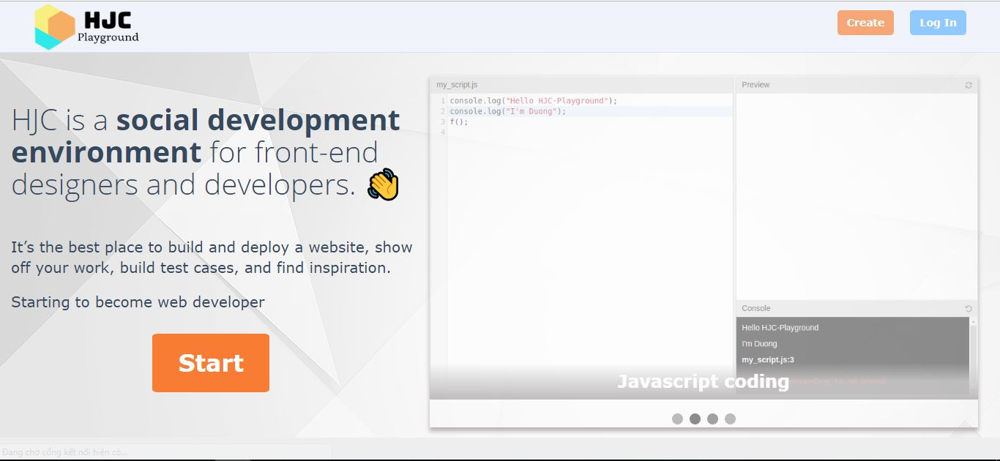 HJC
Playground
Create
Log In
HJC is a social development
environment for front-end
designers and developers.
It’s the best place to build and deploy a website, show
off your work, build test cases, and find inspiration.
Starting to become web developer
Start
my_script.js
1 console.log("Hello HJC-Playground");
2 console.log("I'm Duong");
3 f();
4
Preview
Console
Hello HJC-Playground
I'm Duong
my_script.js:3
Javascript coding
Đang chờ cổng kết nối hiện có...